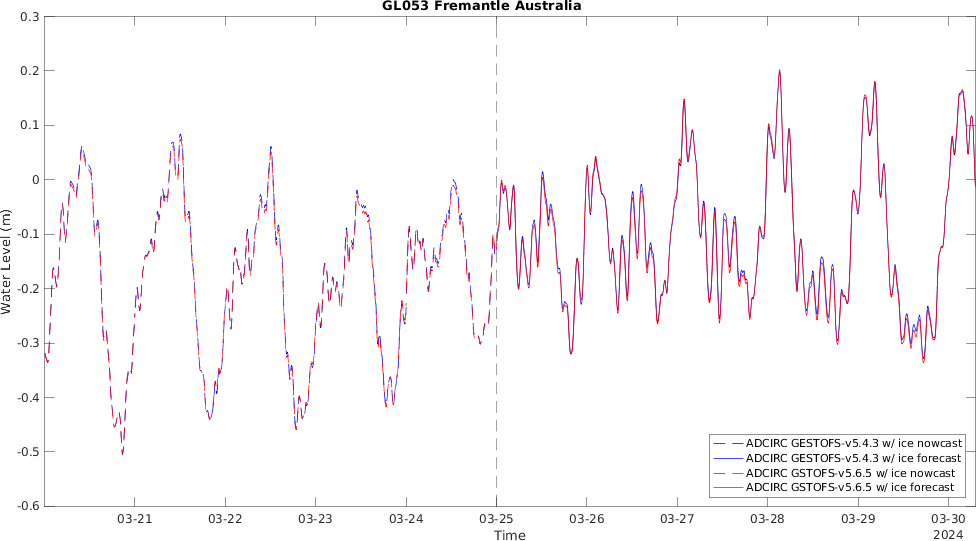 GL053 Fremantle Australia
0.3
0.2
0.1
0
-0.1
-0.2
-0.3
-0.4
-0.5
-0.6
Water Level (m)
ADCIRC GESTOFS-v5.4.3 w/ ice nowcast
ADCIRC GESTOFS-v5.4.3 w/ ice forecast
ADCIRC GSTOFS-v5.6.5 w/ ice nowcast
ADCIRC GSTOFS-v5.6.5 w/ ice forecast
03-21 03-22 03-23 03-24 03-25 03-26 03-27 03-28 03-29 03-30
Time 2024